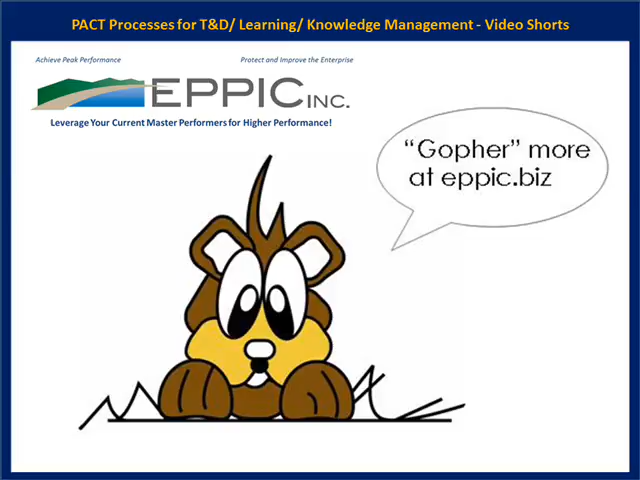 PACT Processes for T&D/ Learning/ Knowledge Management - Video Shorts
Achieve Peak Performance
Protect and Improve the Enterprise
EPPIC INC.
Leverage Your Current Master Performers for Higher Performance!
“Gopher” more
at eppic.biz